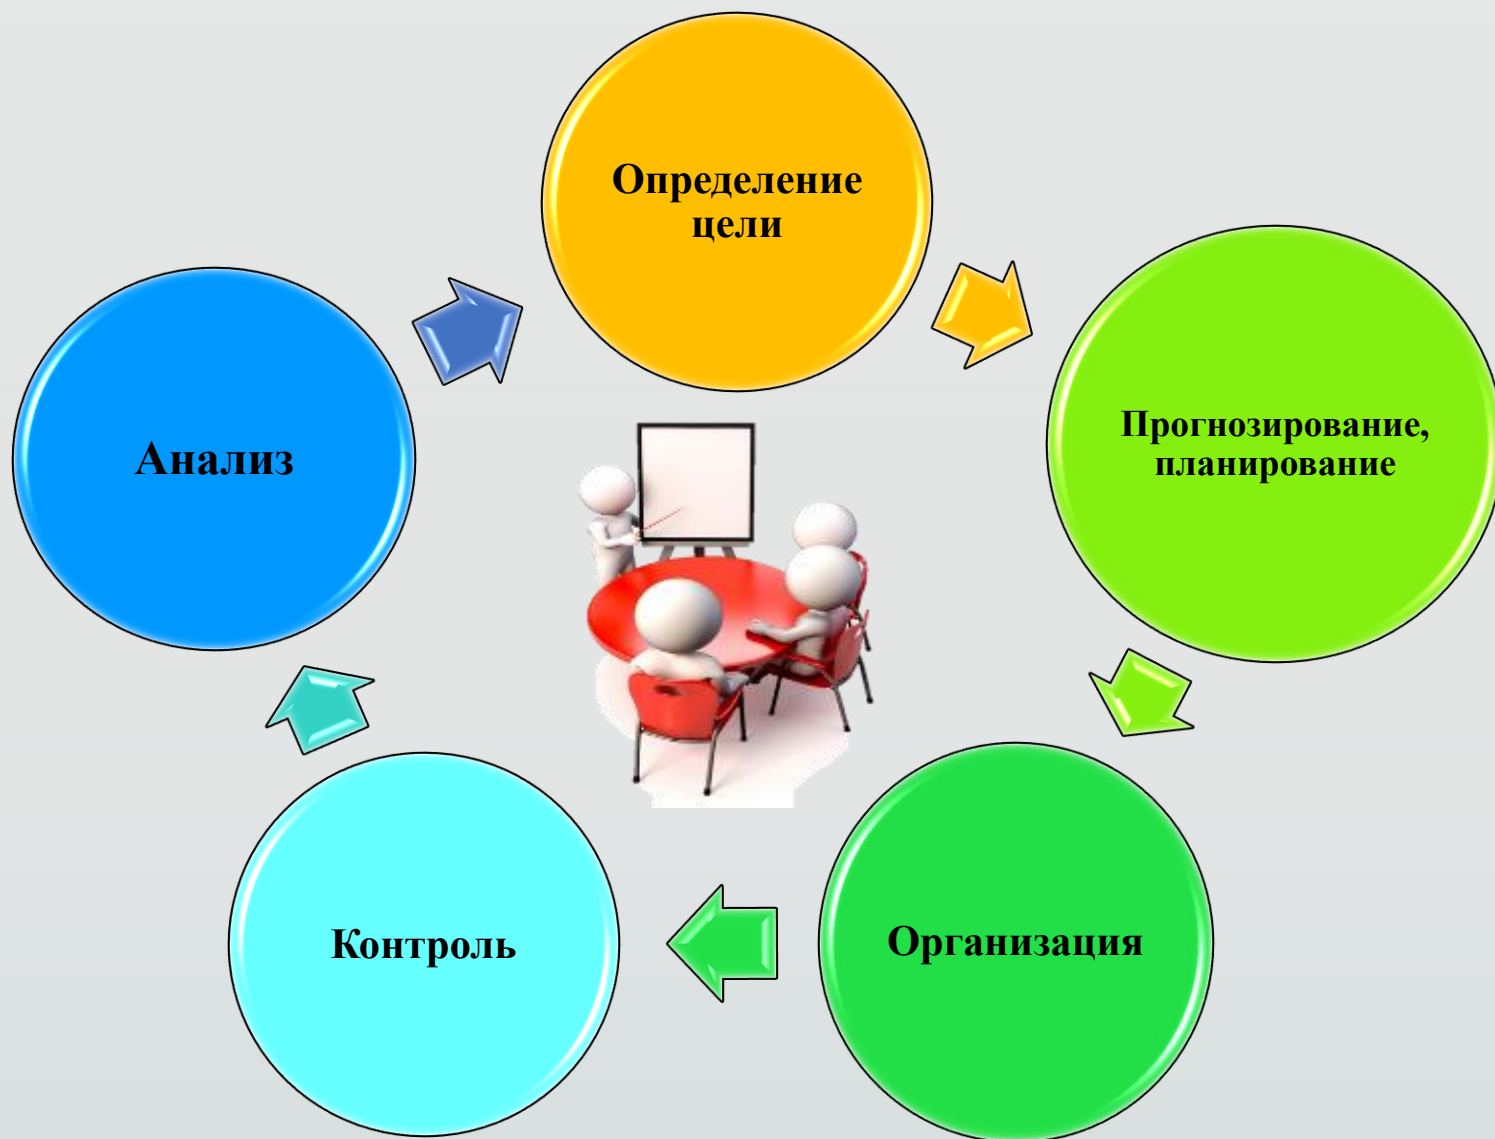 Определение
цели
Прогнозирование,
планирование
Организация
Контроль
Анализ